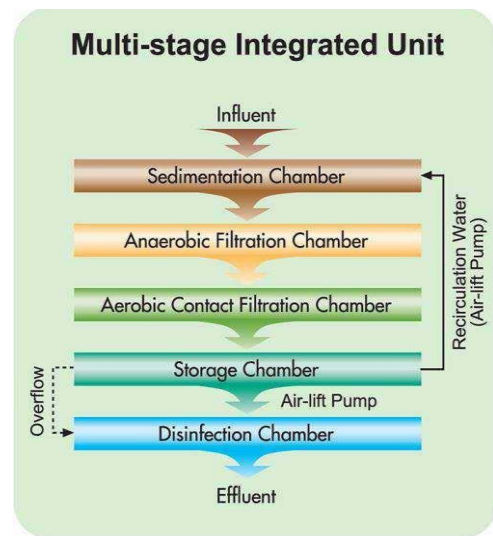 Multi-stage Integrated Unit
Influent
Sedimentation Chamber
Anaerobic Filtration Chamber
Aerobic Contact Filtration Chamber
Storage Chamber
Air-lift Pump
Disinfection Chamber
Effluent
Overflow
Recirculation Water
(Air-lift Pump)